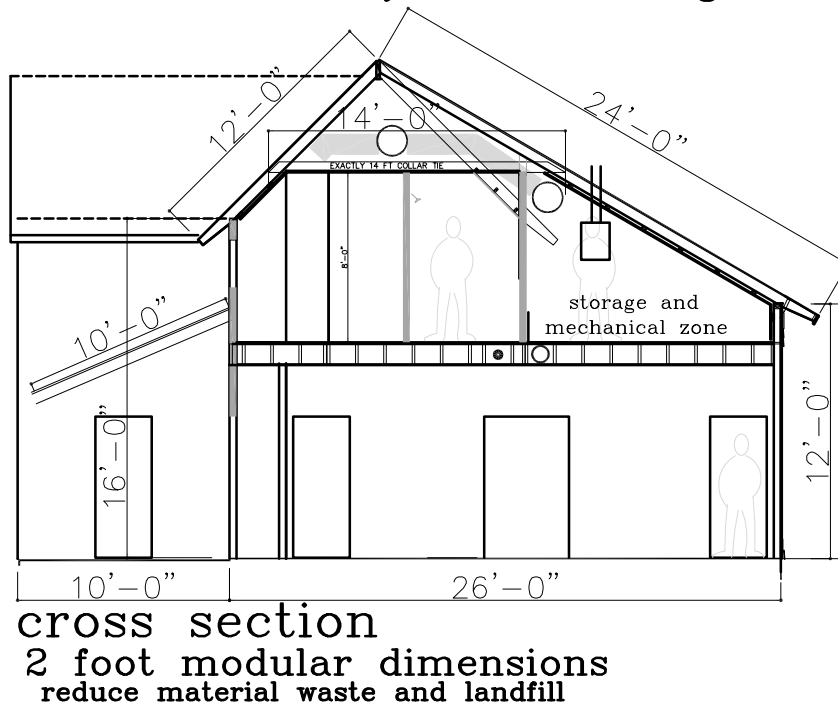 24'-0"
12'-0"
14'-0"
EXACTLY 14 FT COLLAR TIE
8'-0"
storage and
mechanical zone
10'-0"
12'-0"
16'-0"
10'-0"
26'-0"
cross section
2 foot modular dimensions
reduce material waste and landfill